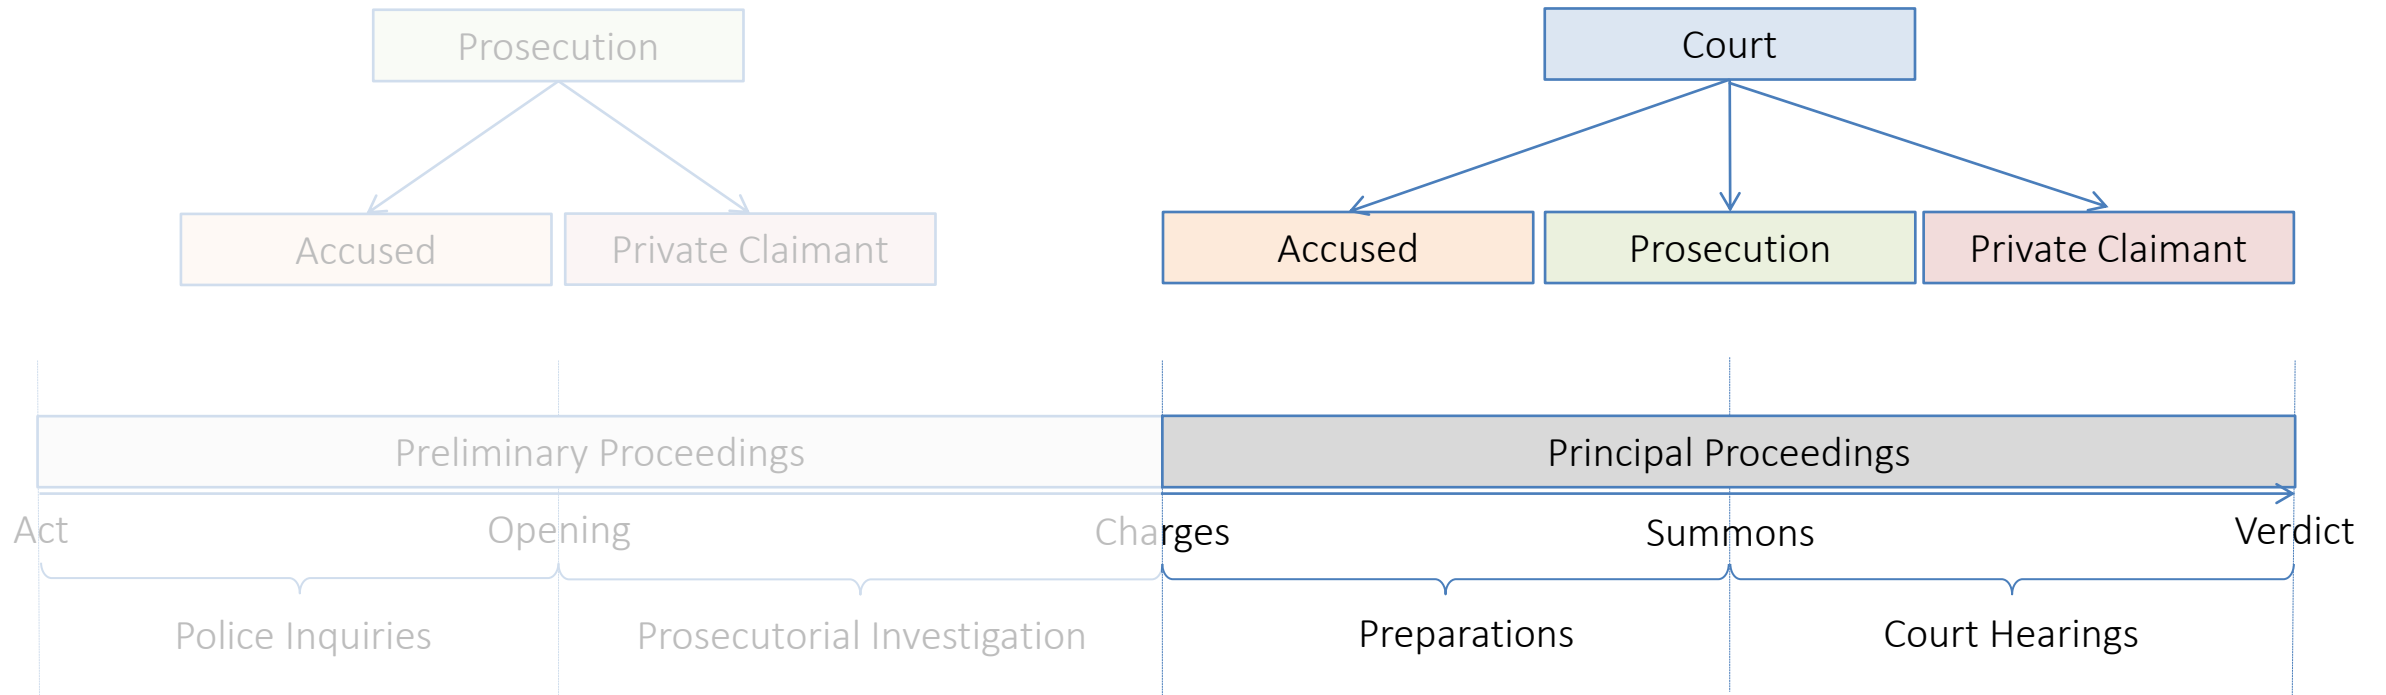 Prosecution
Court
Accused
Private Claimant
Accused
Prosecution
Private Claimant
Preliminary Proceedings
Principal Proceedings
Act
Opening
Charges
Summons
Verdict
Police Inquiries
Prosecutorial Investigation
Preparations
Court Hearings